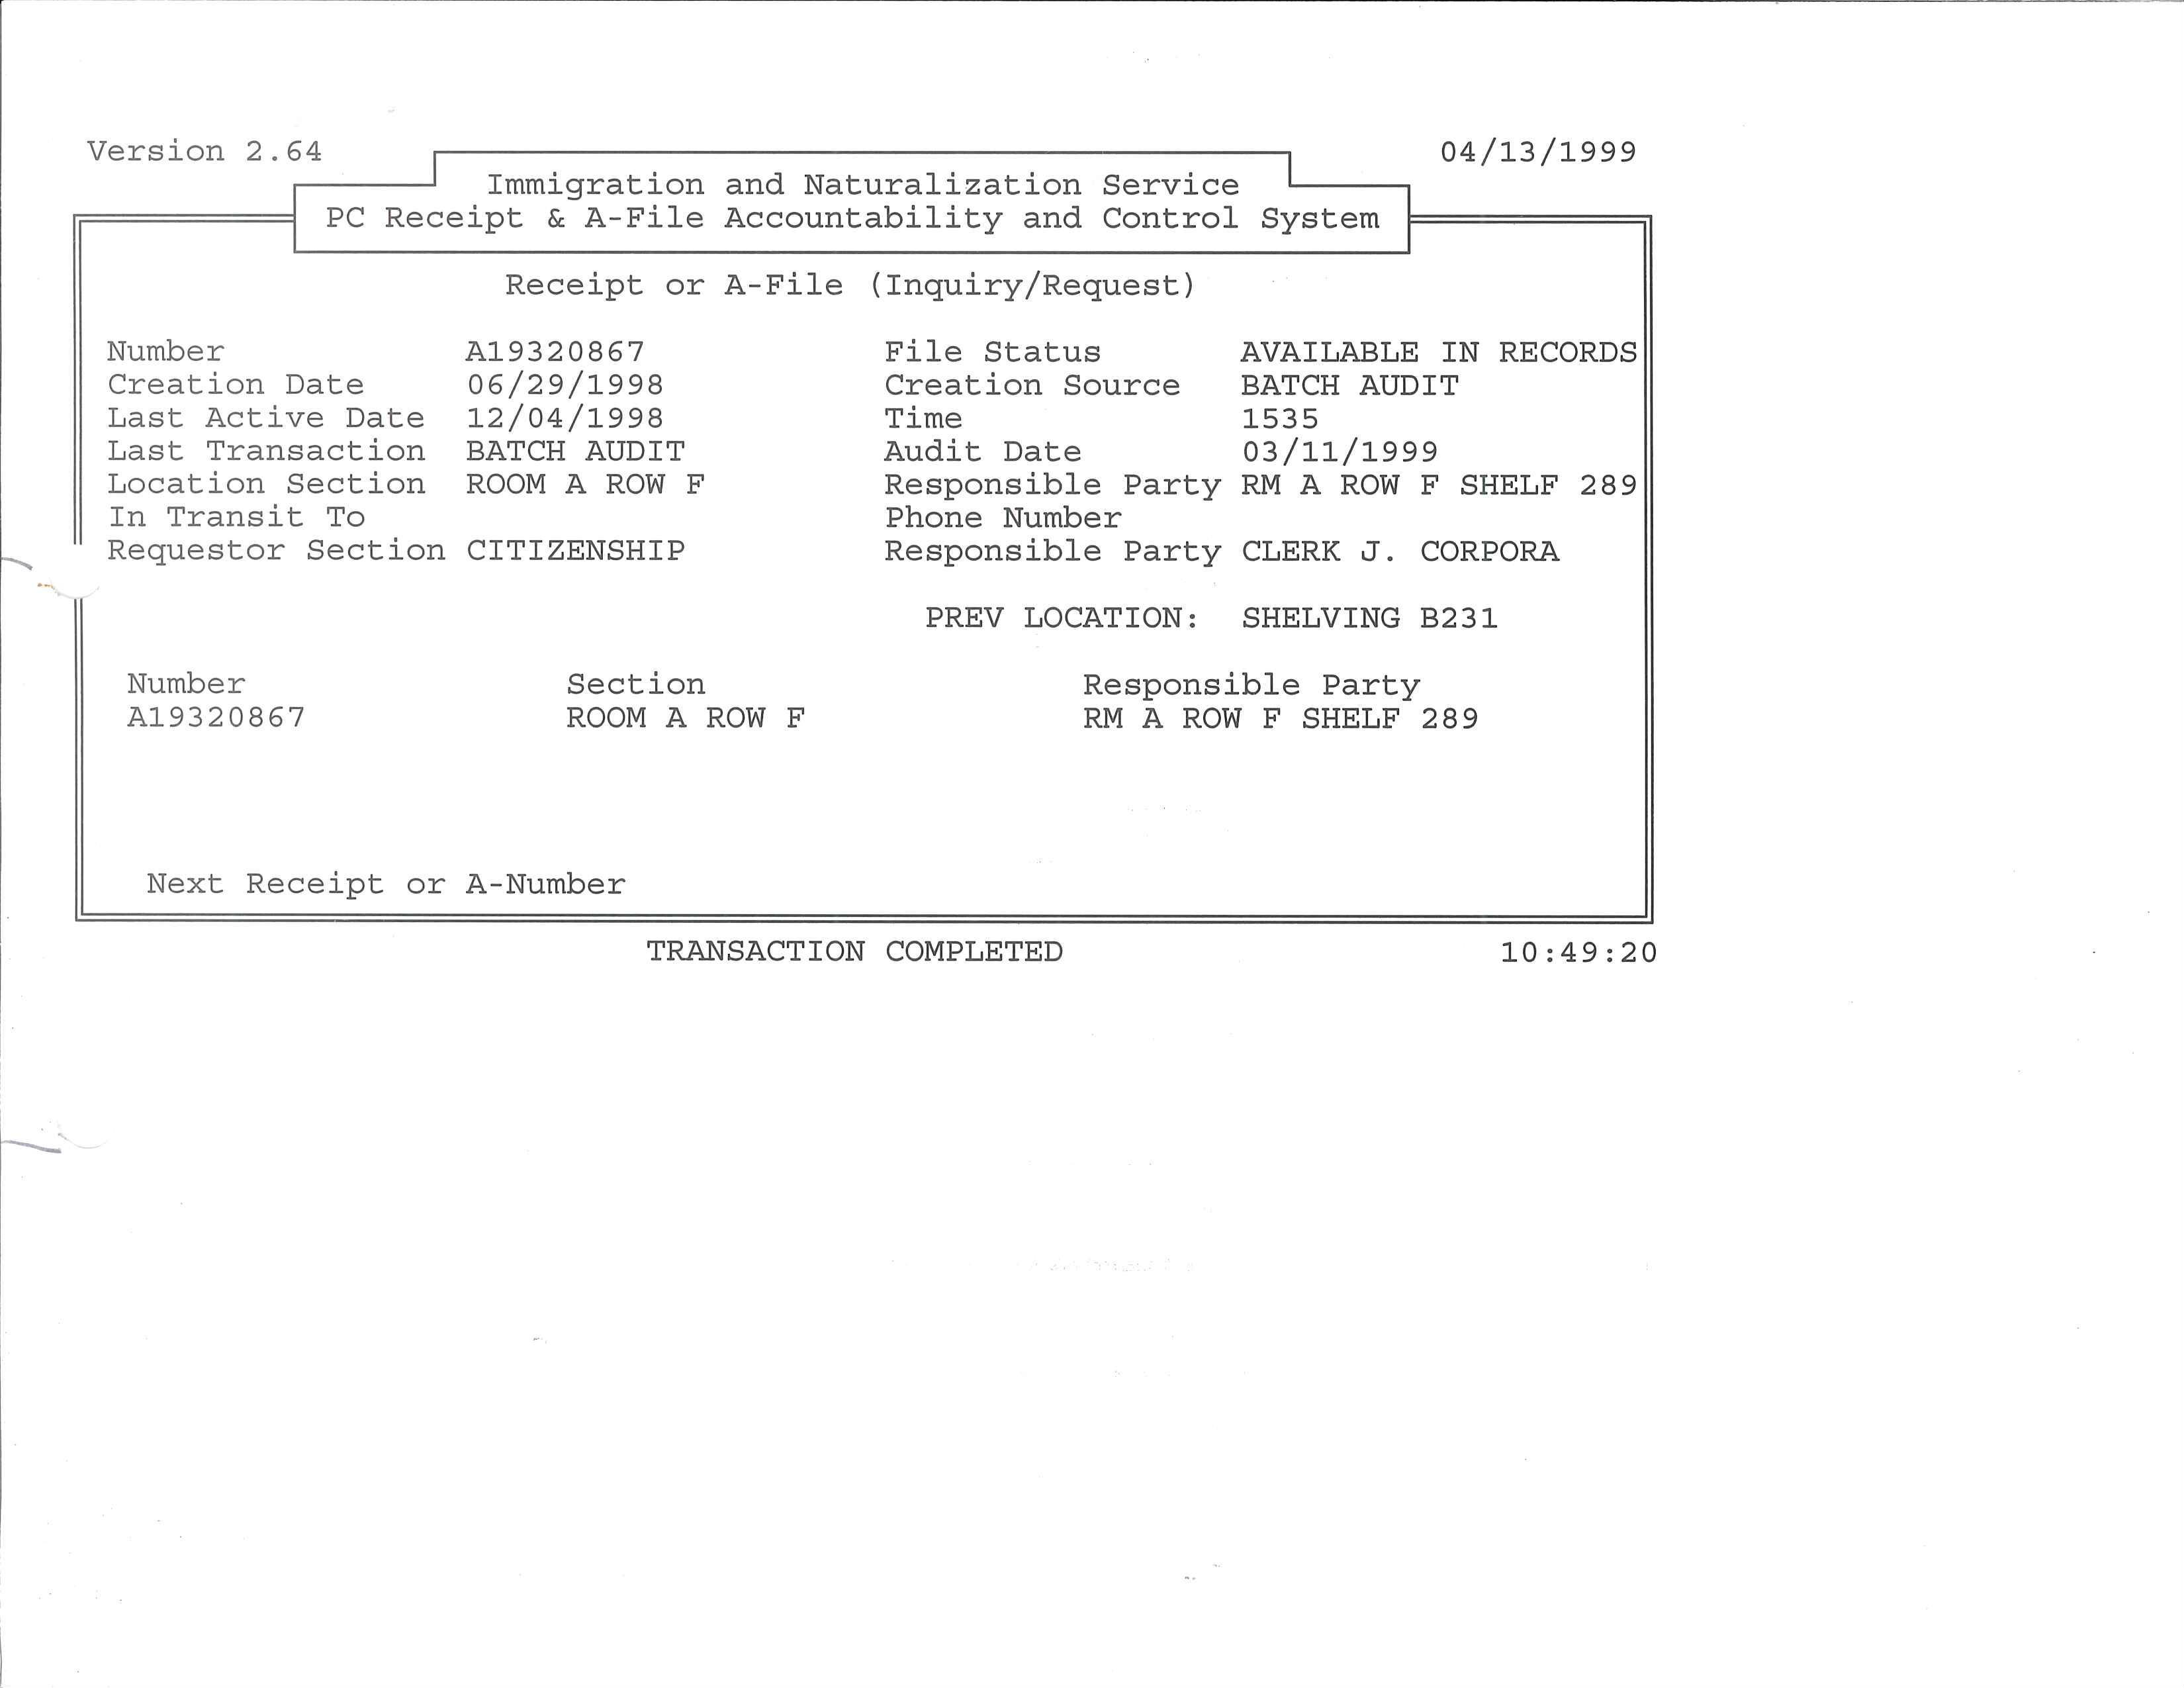 Version 2.64 04/13/1999
Immigration and Naturalization Service
PC Receipt & A-File Accountability and Control System
Receipt or A-File (Inquiry/Request)
Number A19320867 File Status AVAILABLE IN RECORDS
Creation Date 06/29/1998 Creation Source BATCH AUDIT
Last Active Date 12/04/1998 Time 1535
Last Transaction BATCH AUDIT Audit Date 03/11/1999
Location Section ROOM A ROW F Responsible Party RM A ROW F SHELF 289
In Transit To Phone Number
Requestor Section CITIZENSHIP Responsible Party CLERK J. CORPORA
PREV LOCATION: SHELVING B231
Number Section Responsible Party
A19320867 ROOM A ROW F RM A ROW F SHELF 289
Next Receipt or A-Number
TRANSACTION COMPLETED 10:49:20